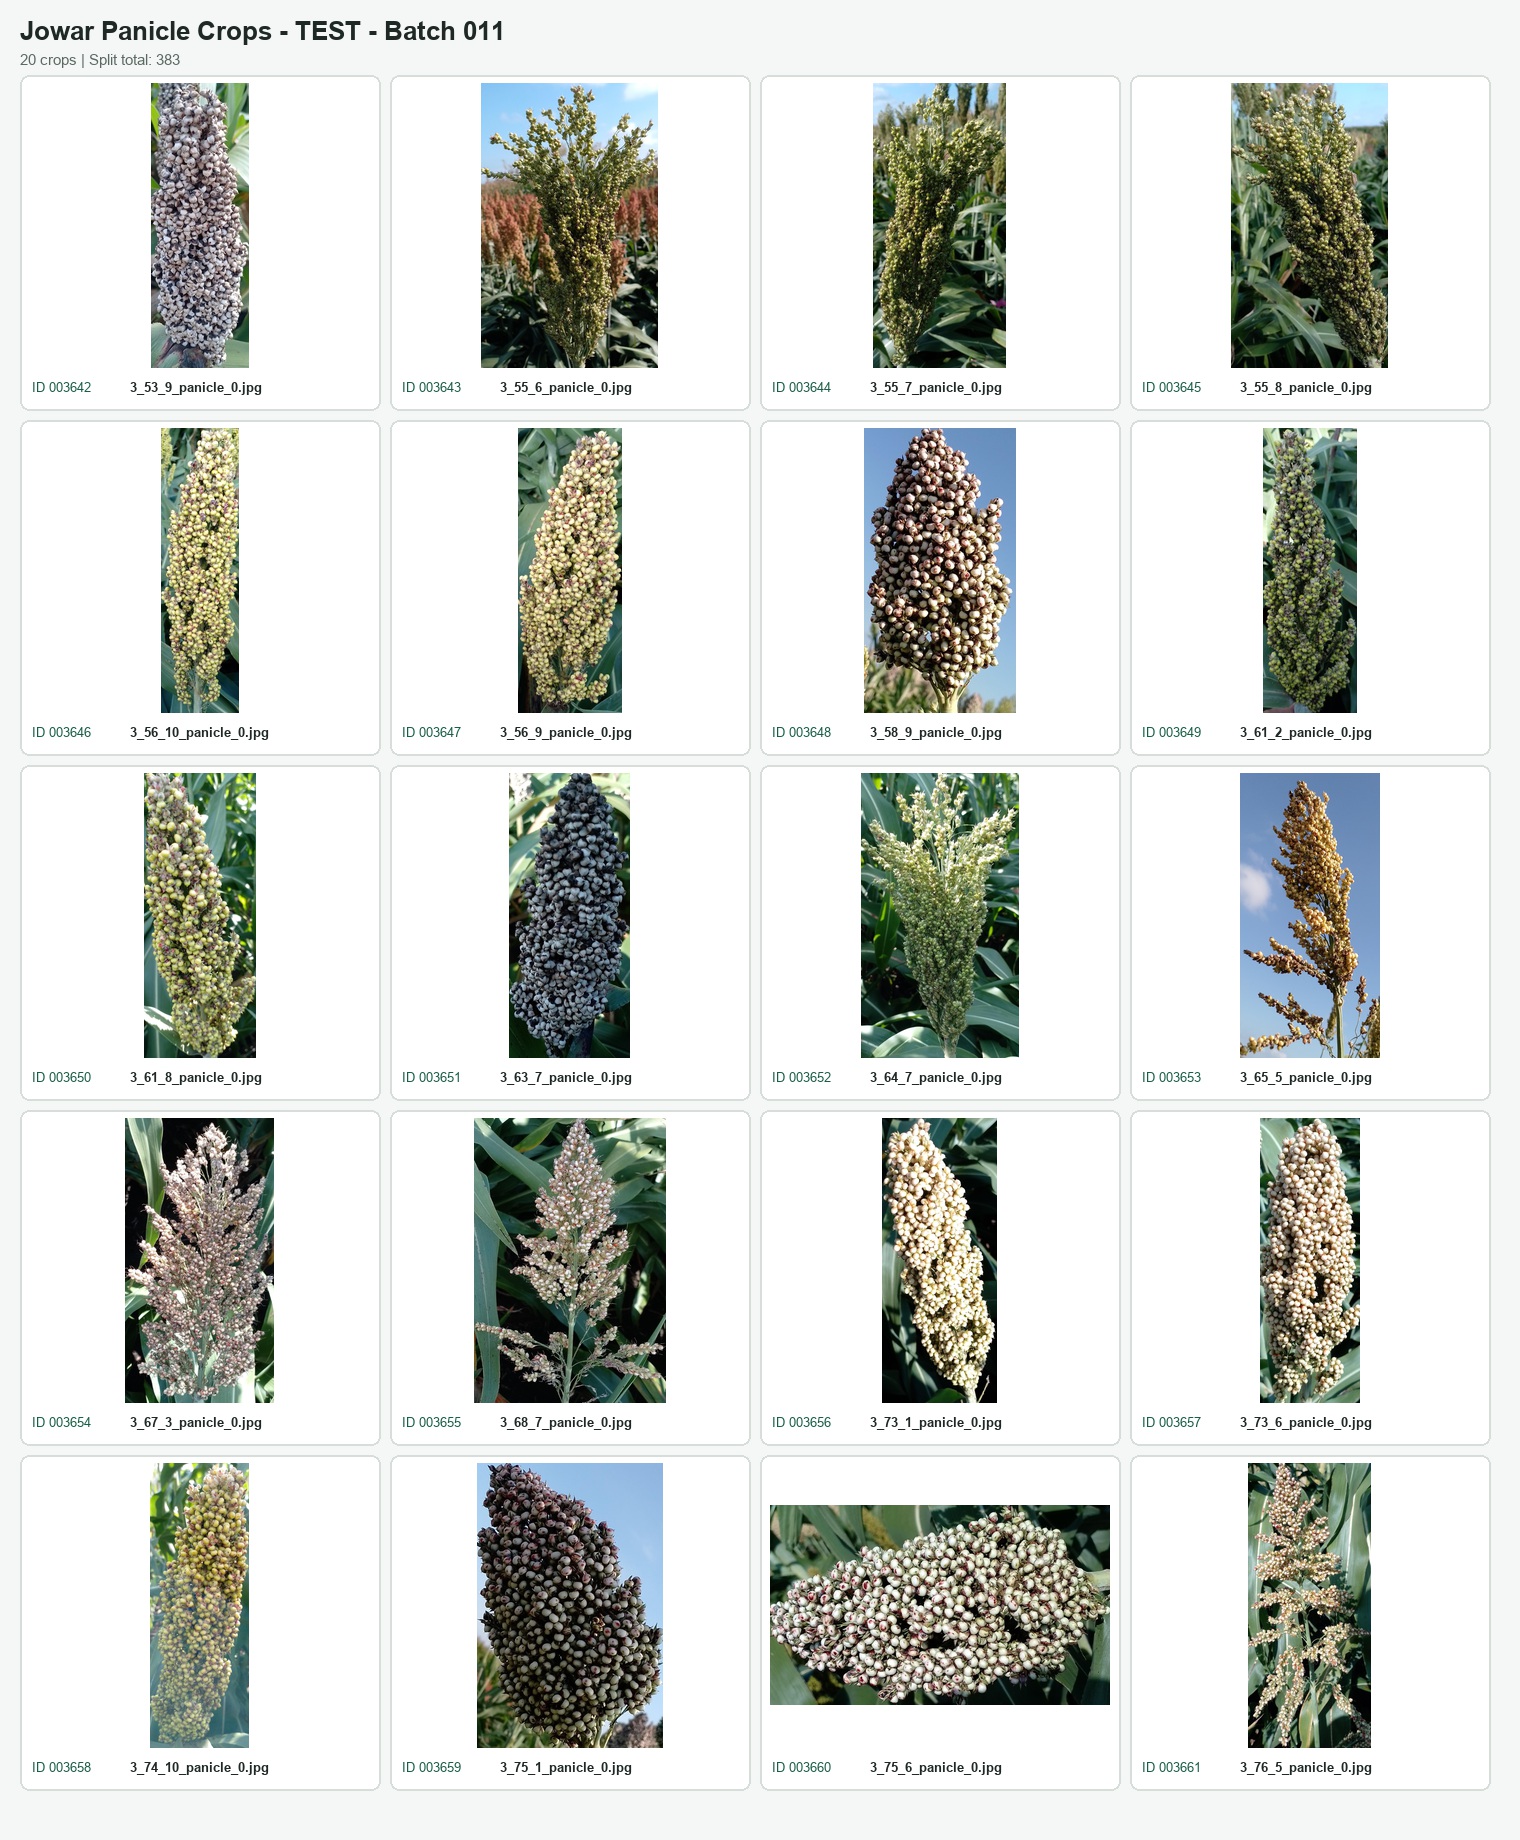 Jowar Panicle Crops - TEST - Batch 011
20 crops | Split total: 383
ID 003642 3_53_9_panicle_0.jpg
ID 003643 3_55_6_panicle_0.jpg
ID 003644 3_55_7_panicle_0.jpg
ID 003645 3_55_8_panicle_0.jpg
ID 003646 3_56_10_panicle_0.jpg
ID 003647 3_56_9_panicle_0.jpg
ID 003648 3_58_9_panicle_0.jpg
ID 003649 3_61_2_panicle_0.jpg
ID 003650 3_61_8_panicle_0.jpg
ID 003651 3_63_7_panicle_0.jpg
ID 003652 3_64_7_panicle_0.jpg
ID 003653 3_65_5_panicle_0.jpg
ID 003654 3_67_3_panicle_0.jpg
ID 003655 3_68_7_panicle_0.jpg
ID 003656 3_73_1_panicle_0.jpg
ID 003657 3_73_6_panicle_0.jpg
ID 003658 3_74_10_panicle_0.jpg
ID 003659 3_75_1_panicle_0.jpg
ID 003660 3_75_6_panicle_0.jpg
ID 003661 3_76_5_panicle_0.jpg